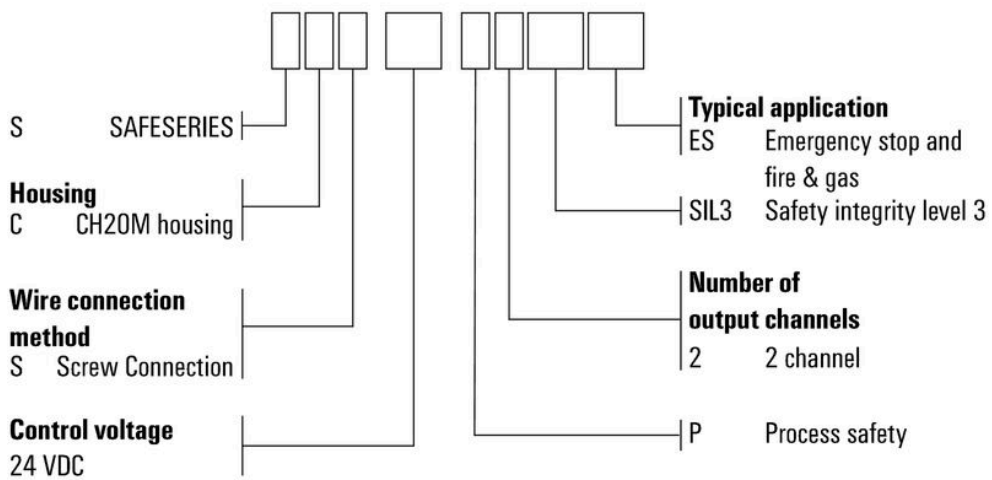 S SAFESERIES
Housing
C CH20M housing
Wire connection
method
S Screw Connection
Control voltage
24 VDC
Typical application
ES Emergency stop and
fire & gas
SIL3 Safety integrity level 3
Number of
output channels
2 2 channel
P Process safety